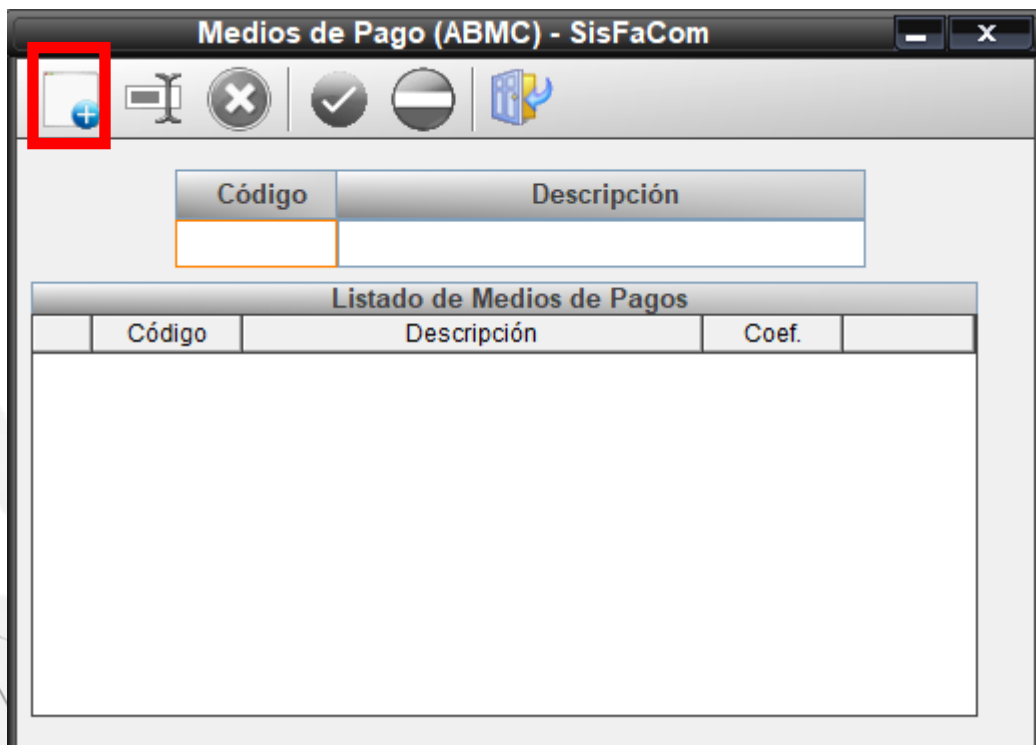 Medios de Pago (ABMC) - SisFaCom
Código Descripción
Listado de Medios de Pagos
Código Descripción Coef.